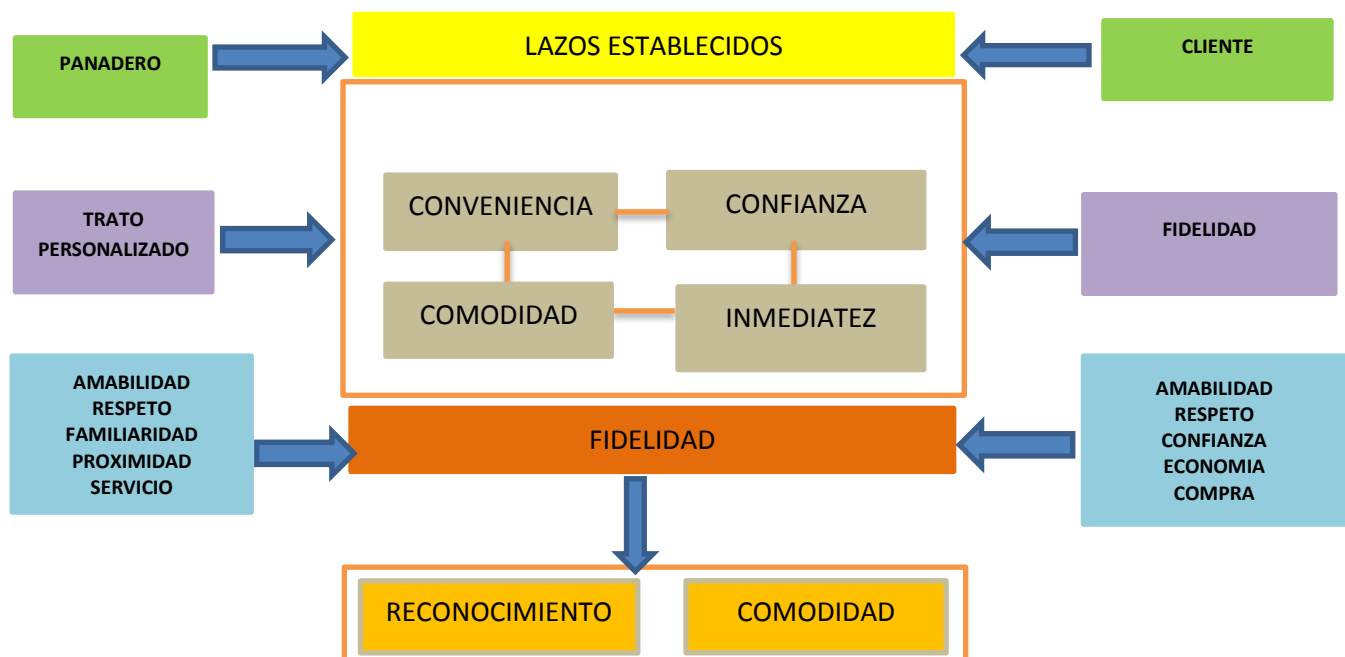 LAZOS ESTABLECIDOS
PANADERO
CLIENTE
CONVENIENCIA
CONFIANZA
TRATO
PERSONALIZADO
FIDELIDAD
COMODIDAD
INMEDIATEZ
AMABILIDAD
RESPETO
FAMILIARIDAD
PROXIMIDAD
SERVICIO
FIDELIDAD
AMABILIDAD
RESPETO
CONFIANZA
ECONOMIA
COMPRA
RECONOCIMIENTO
COMODIDAD